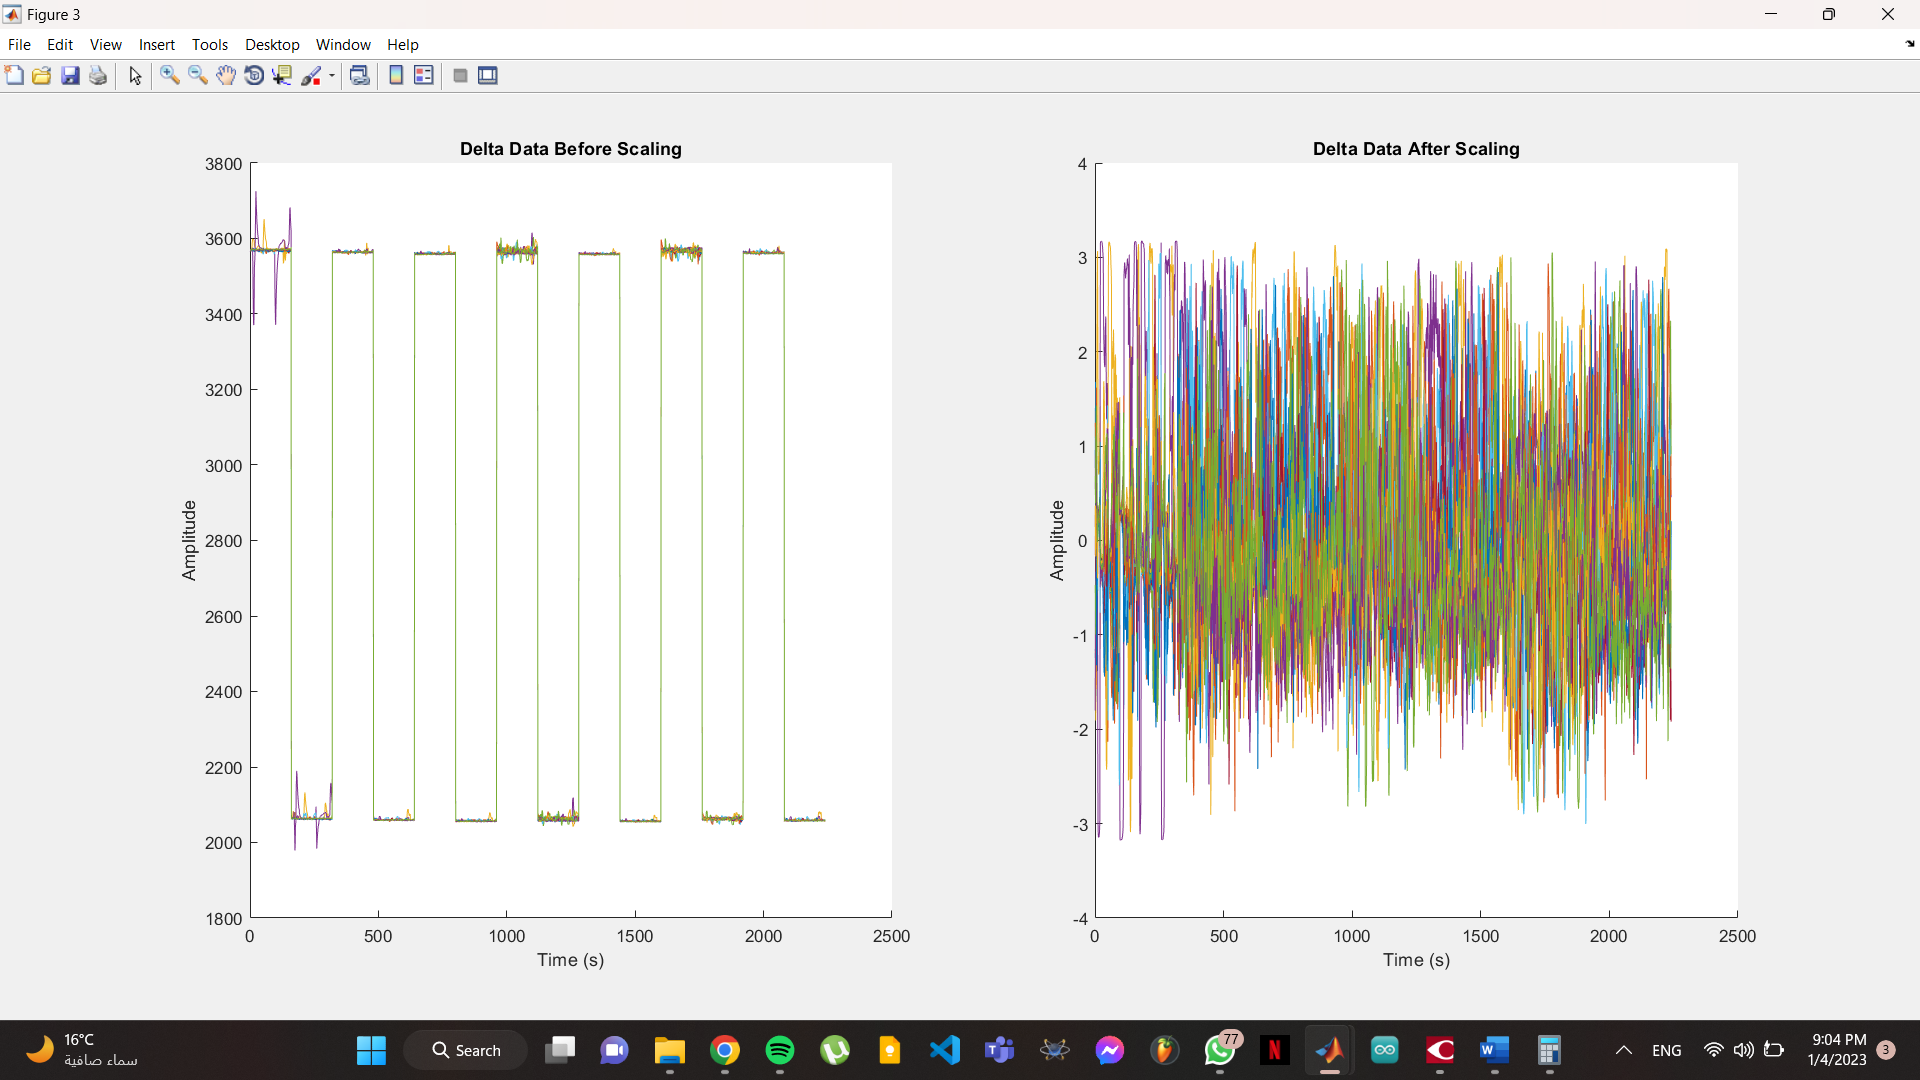 Figure 3
File Edit View Insert Tools Desktop Window Help
Delta Data Before Scaling
3800
3600
3400
3200
3000
2800
2600
2400
2200
2000
1800
Amplitude
0 500 1000 1500 2000 2500
Time (s)
Delta Data After Scaling
4
3
2
1
0
-1
-2
-3
-4
Amplitude
0 500 1000 1500 2000 2500
Time (s)
16°C
سماء صافية
Search
77
N
ENG
9:04 PM
1/4/2023
3